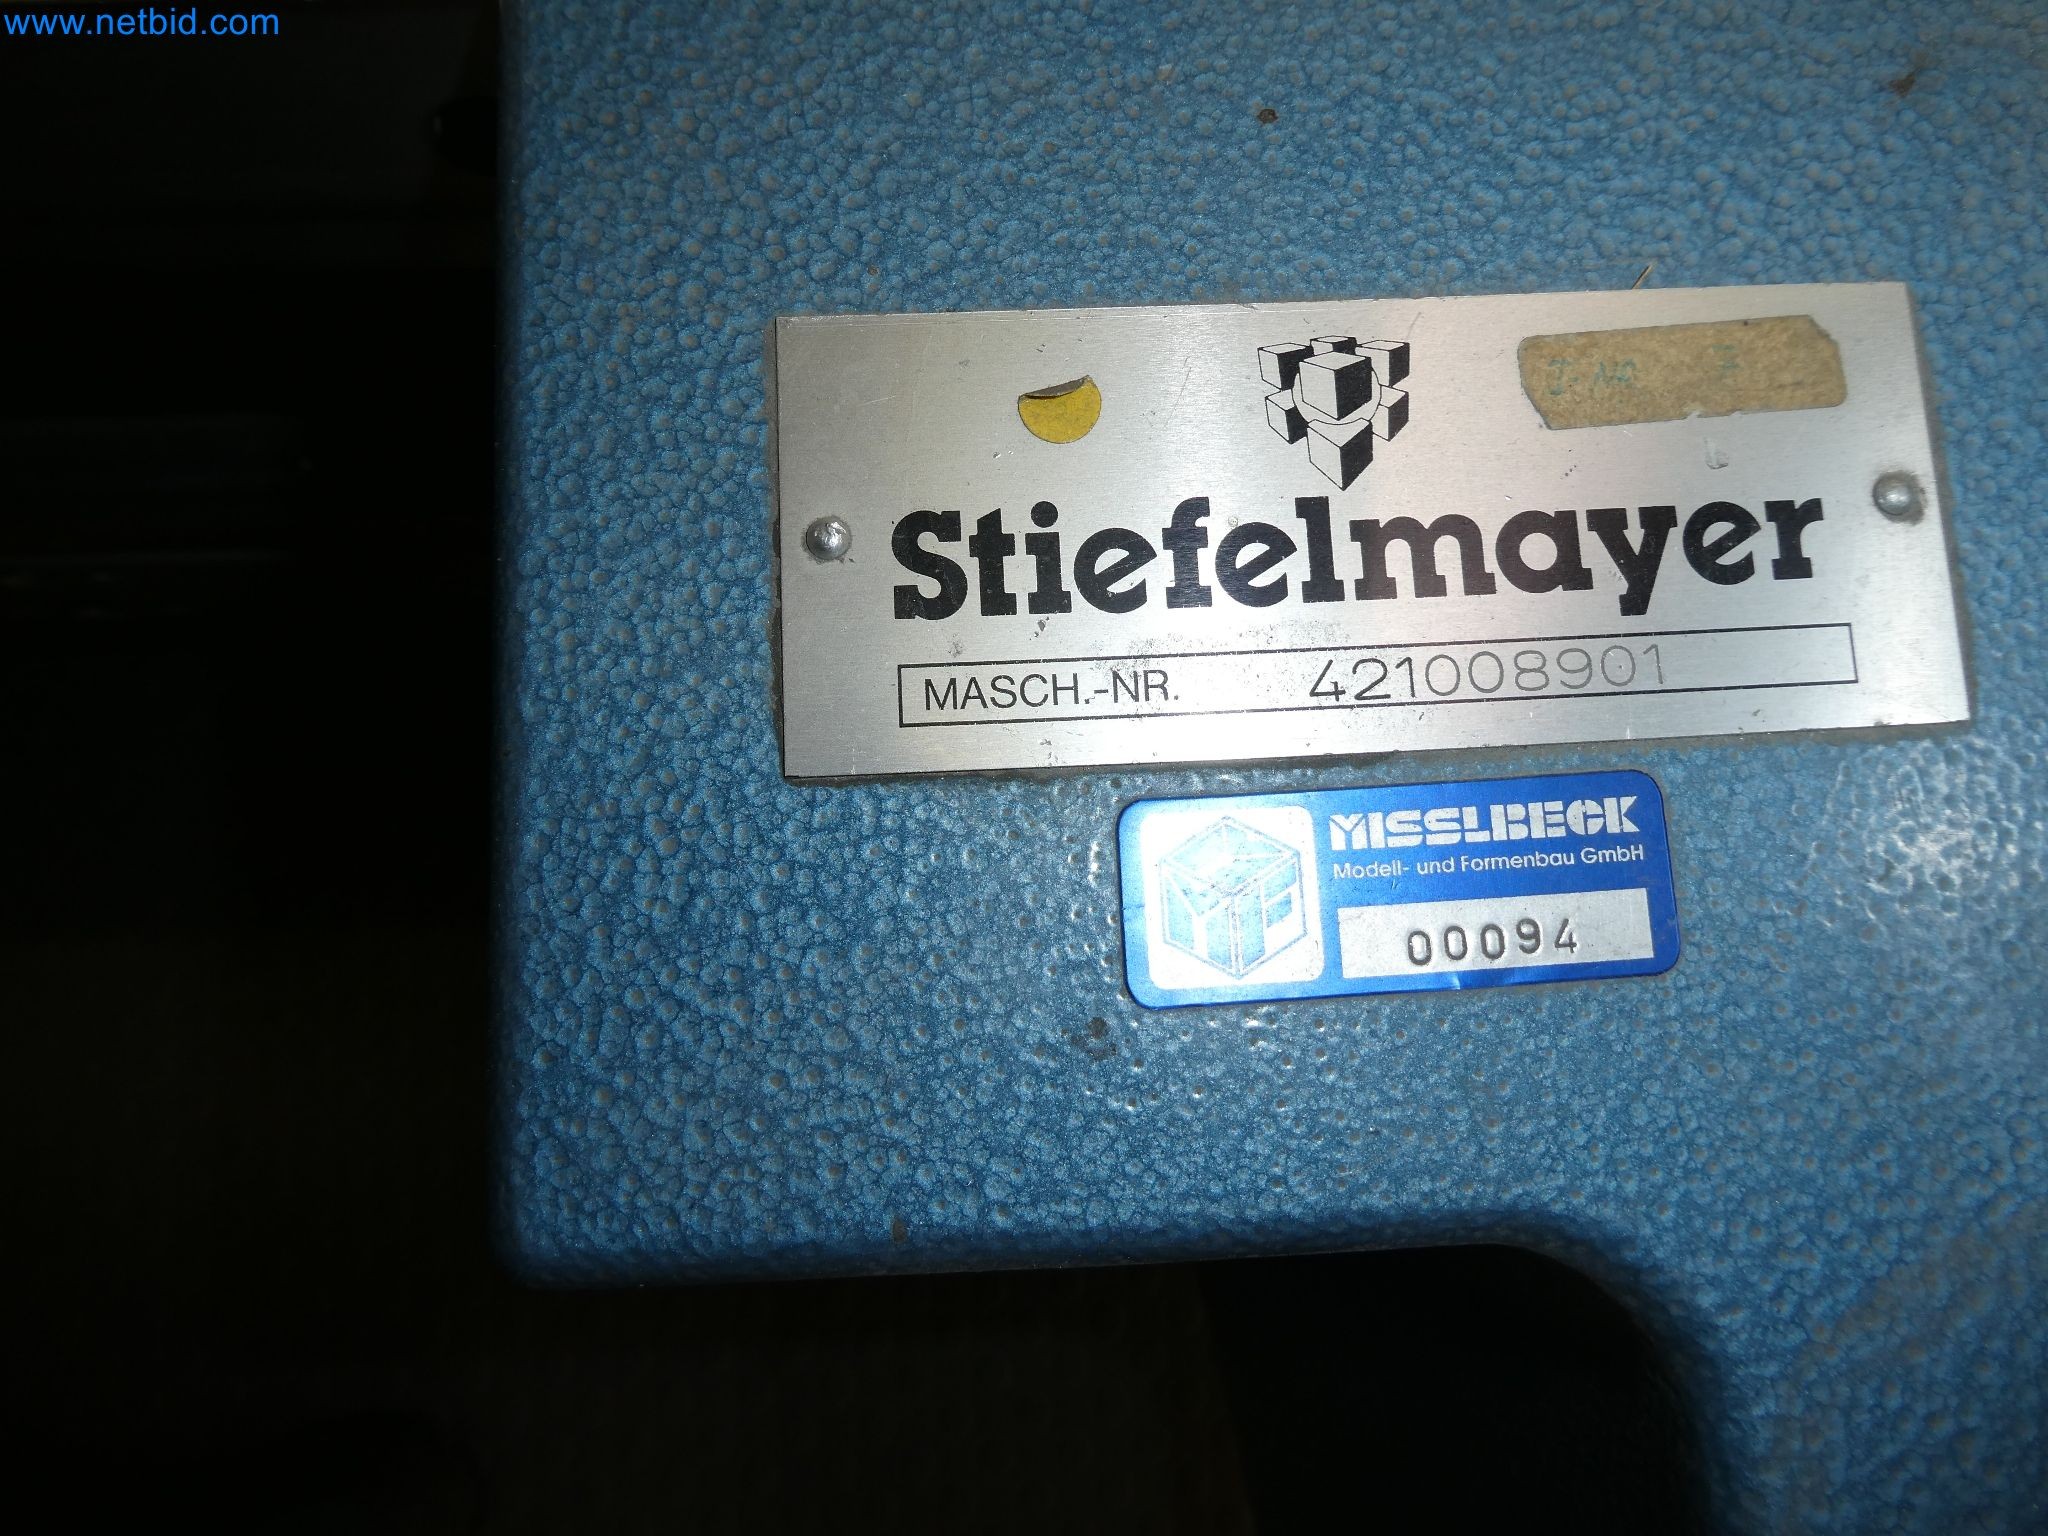 www.netbid.com
Stiefelmayer
MASCH.-NR. 421008901
MISSLBECK
Modell- und Formenbau GmbH
00094